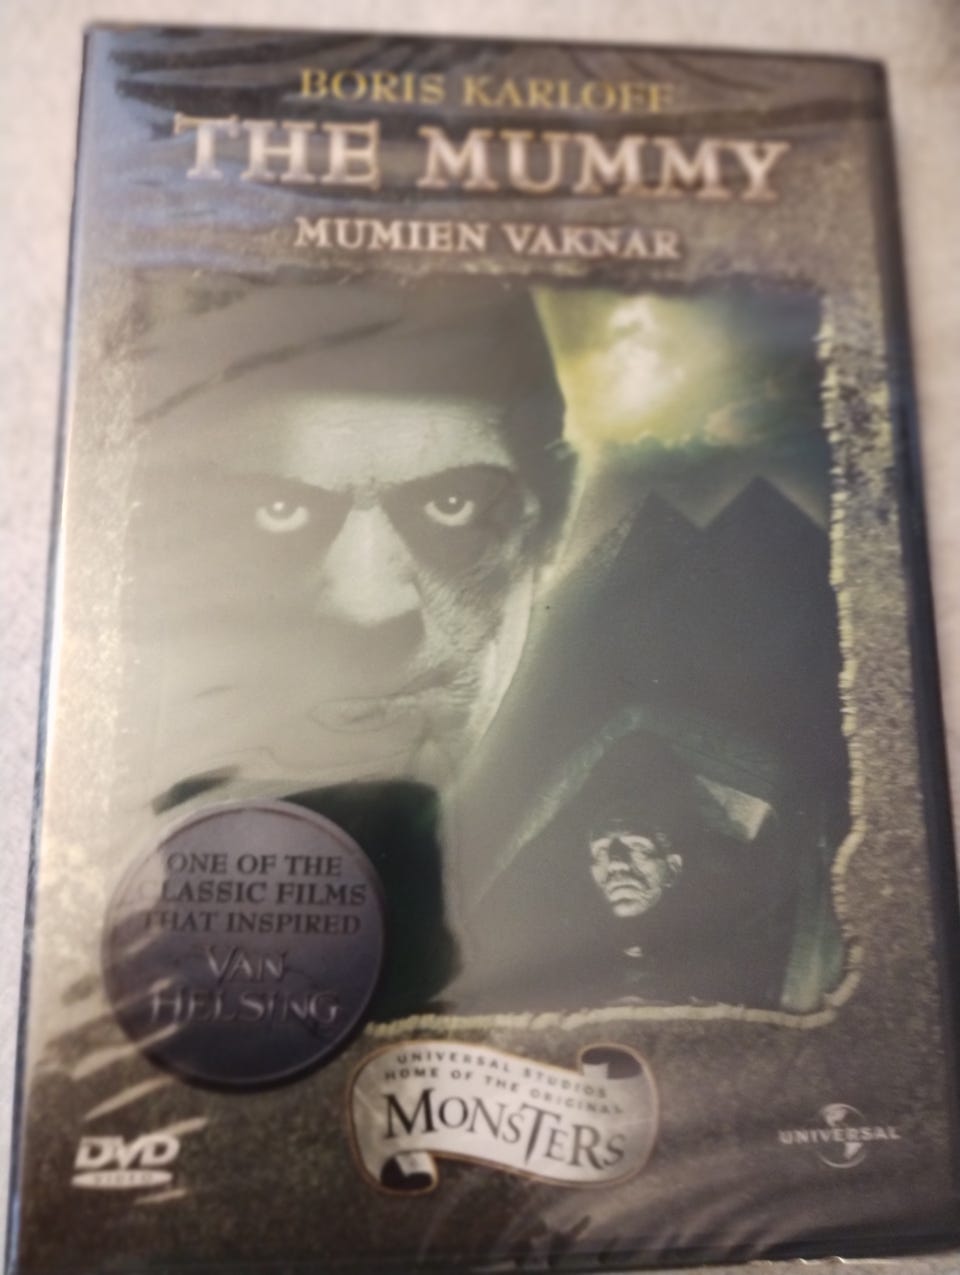 BORIS KARLOFF
THE MUMMY
MUMIEN VAKNAR
ONE OF THE
CLASSIC FILMS
THAT INSPIRED
VAN
HELSING
UNIVERSAL STUDIOS
HOME OF THE ORIGINAL
MONSTERS
DVD
VIDEO
UNIVERSAL